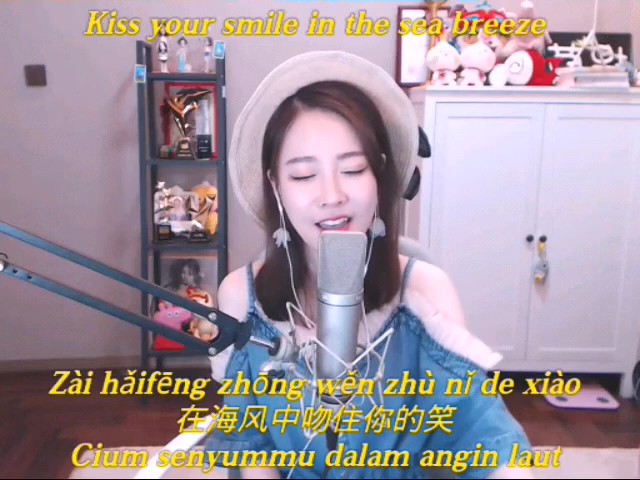 Kiss your smile in the sea breeze
Zài hǎifēng zhōng wěn zhù nǐ de xiào
在海风中吻住你的笑
Cium senyummu dalam angin laut